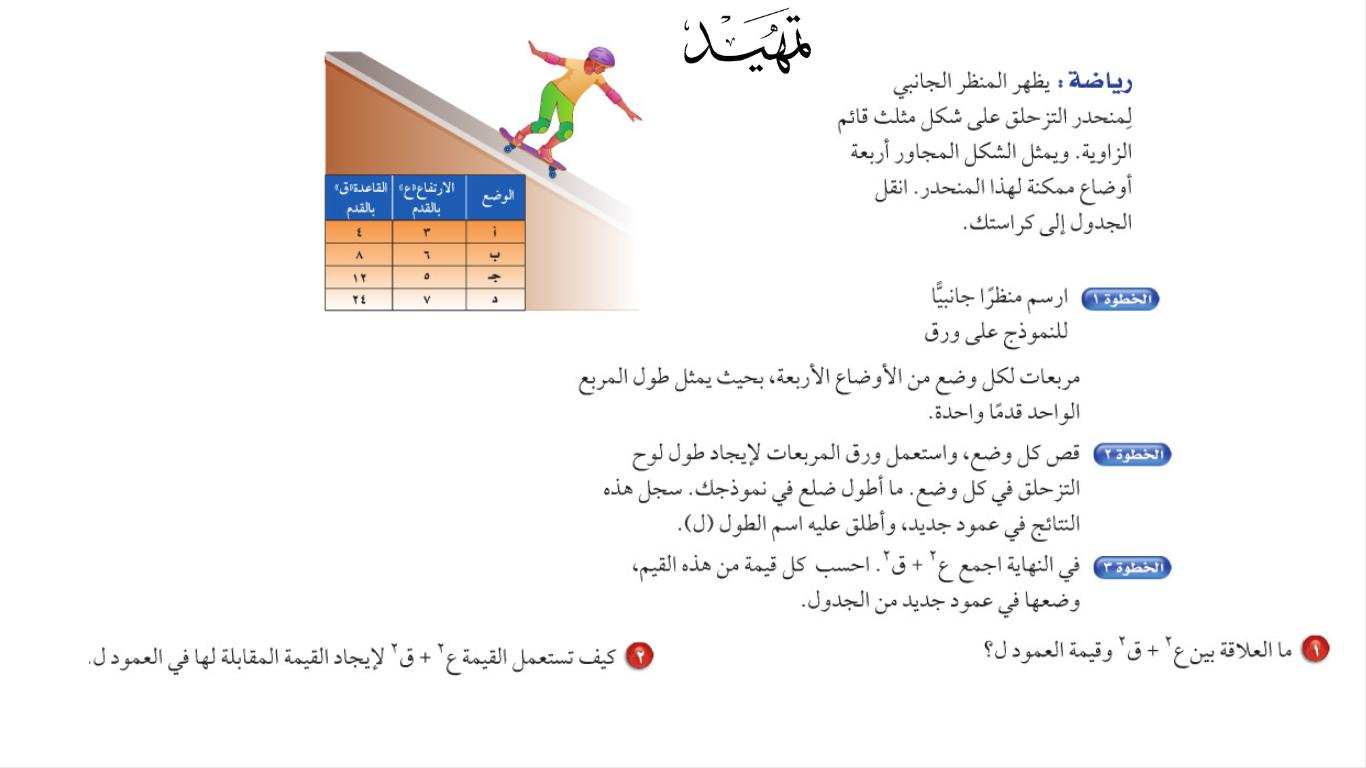 تمهيد
رياضة : يظهر المنظر الجانبي
لِمنحدر التزحلق على شكل مثلث قائم
الزاوية. ويمثل الشكل المجاور أربعة
أوضاع ممكنة لهذا المنحدر. انقل
الجدول إلى كراستك.
الوضع الارتفاع«ع» بالقدم القاعدة«ق» بالقدم
أ ٣ ٤
ب ٦ ٨
جـ ٥ ١٢
د ٧ ٢٤
الخطوة ١ ارسم منظرًا جانبيًّا
للنموذج على ورق
مربعات لكل وضع من الأوضاع الأربعة، بحيث يمثل طول المربع
الواحد قدمًا واحدة.
الخطوة ٢ قص كل وضع، واستعمل ورق المربعات لإيجاد طول لوح
التزحلق في كل وضع. ما أطول ضلع في نموذجك. سجل هذه
النتائج في عمود جديد، وأطلق عليه اسم الطول (ل).
الخطوة ٣ في النهاية اجمع ع٢ + ق٢. احسب كل قيمة من هذه القيم،
وضعها في عمود جديد من الجدول.
١ ما العلاقة بين ع٢ + ق٢ وقيمة العمود ل؟
٢ كيف تستعمل القيمة ع٢ + ق٢ لإيجاد القيمة المقابلة لها في العمود ل.